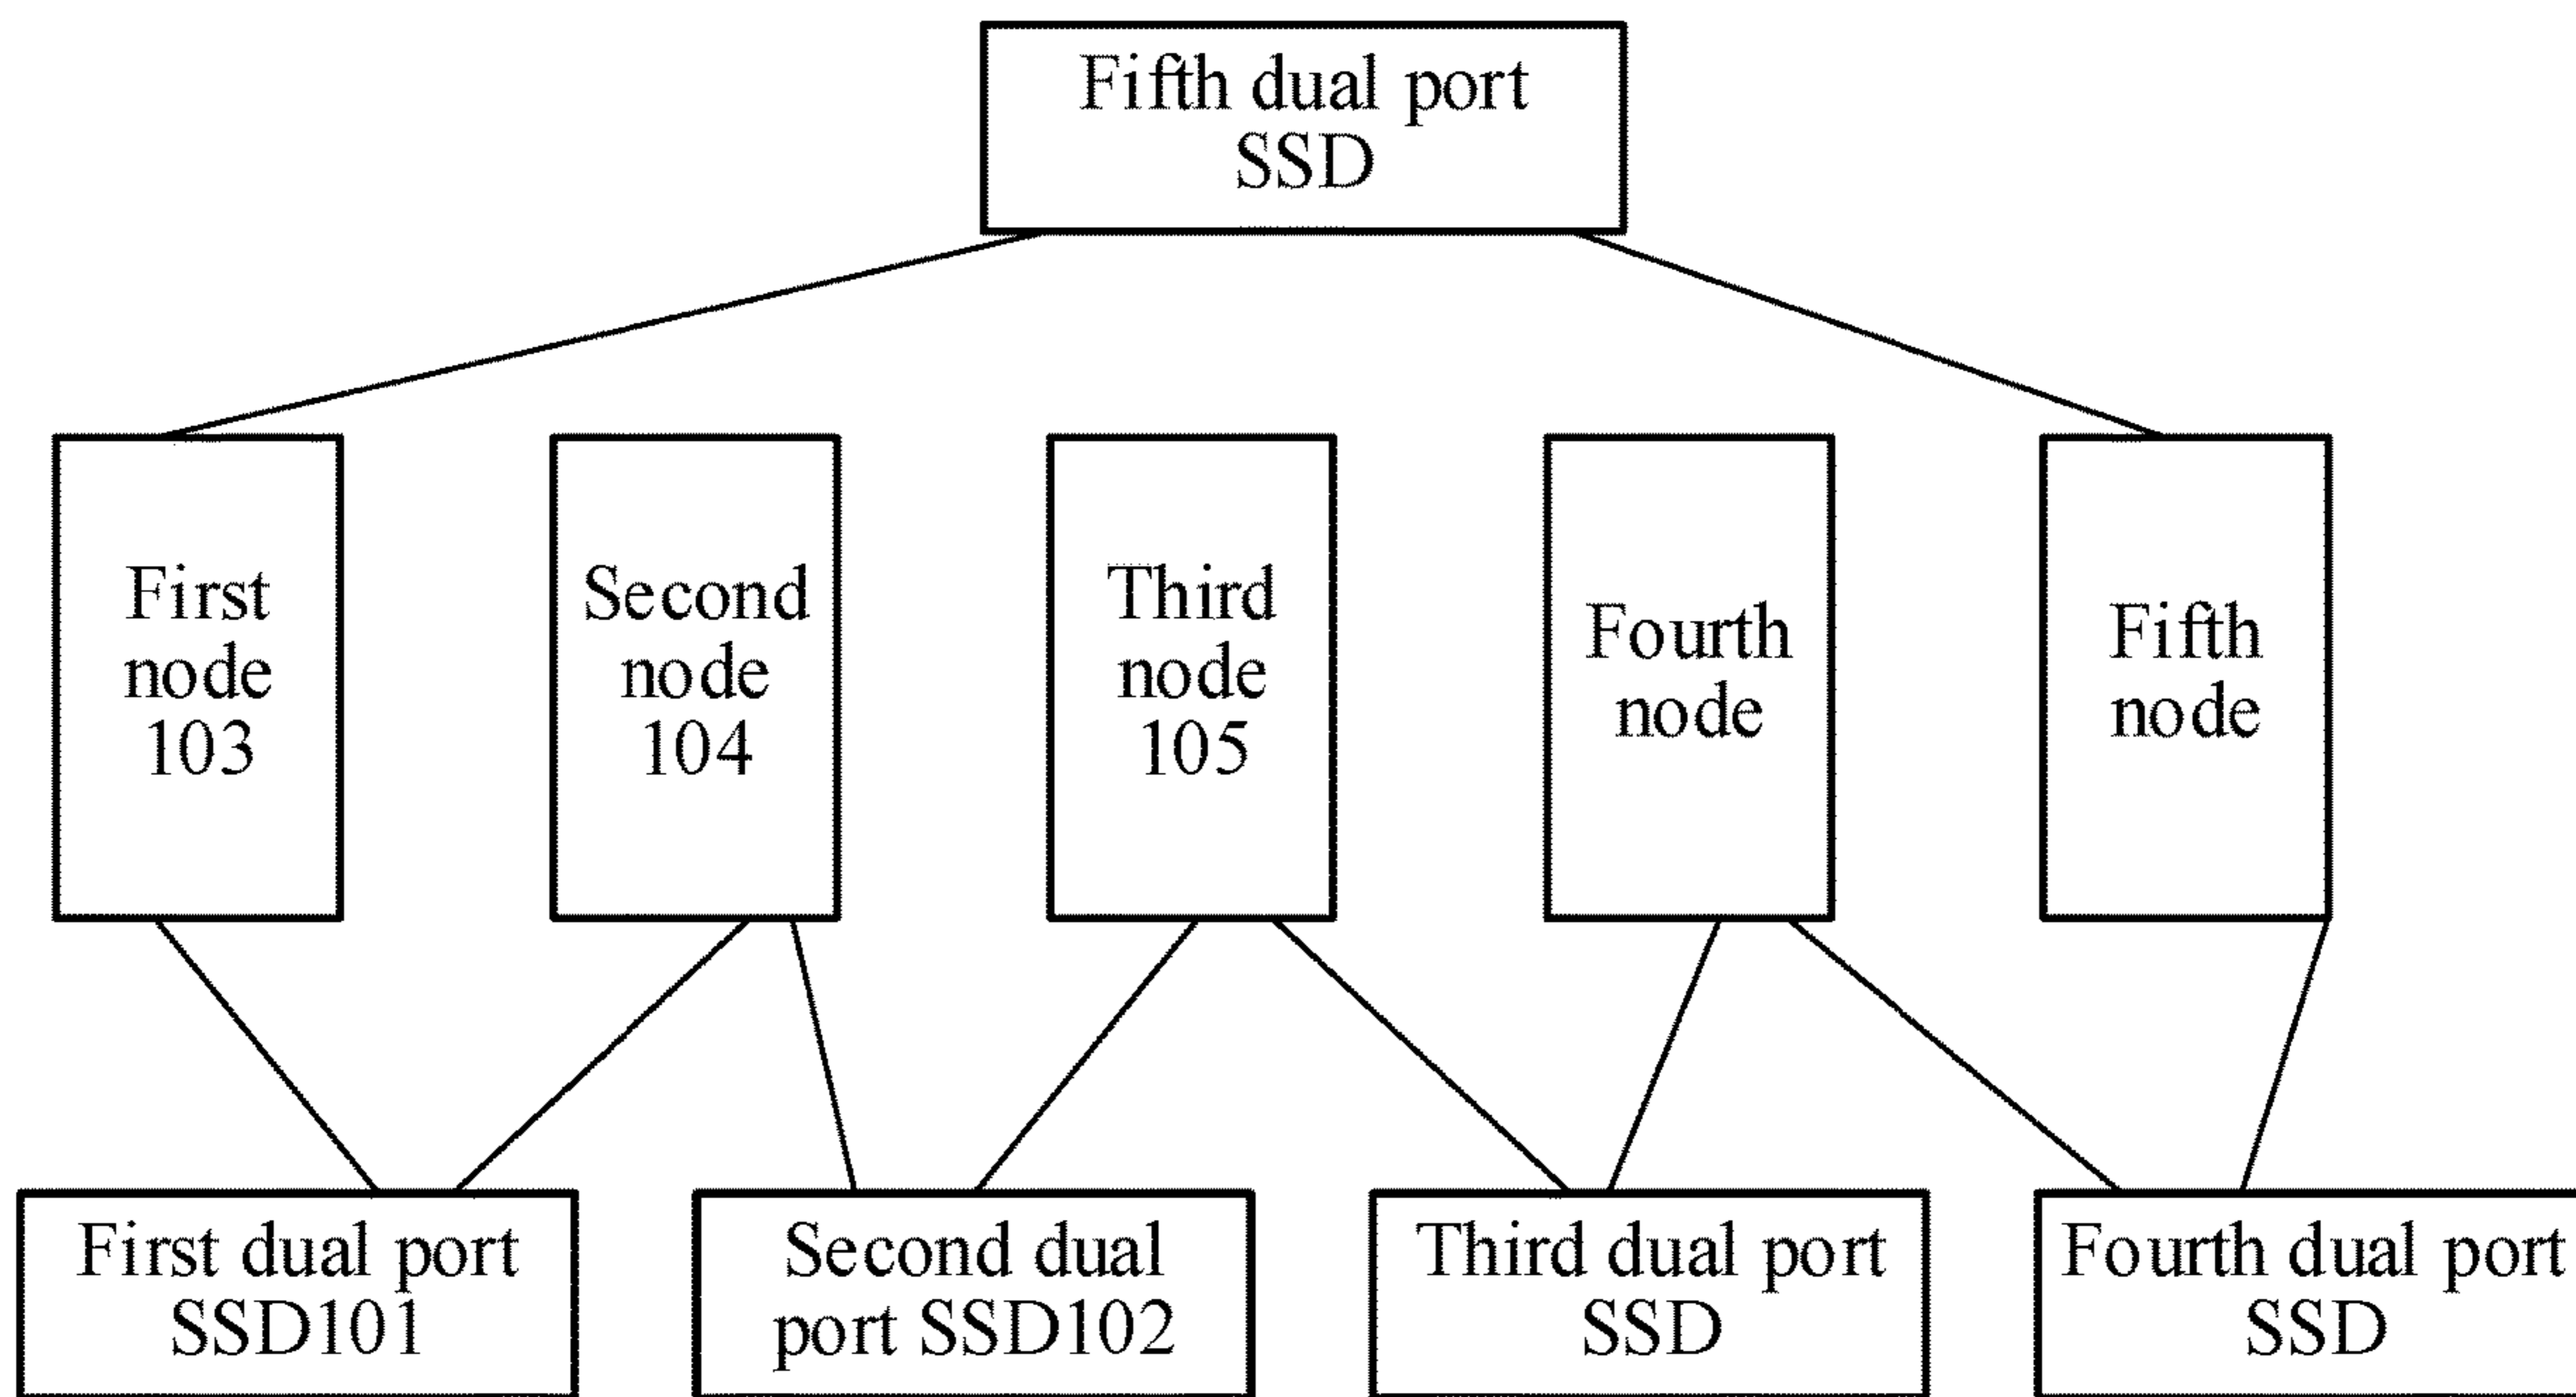 Fifth dual port
SSD
First
node
103
Second
node
104
Third
node
105
Fourth
node
Fifth
node
First dual port
SSD101
Second dual
port SSD102
Third dual port
SSD
Fourth dual port
SSD